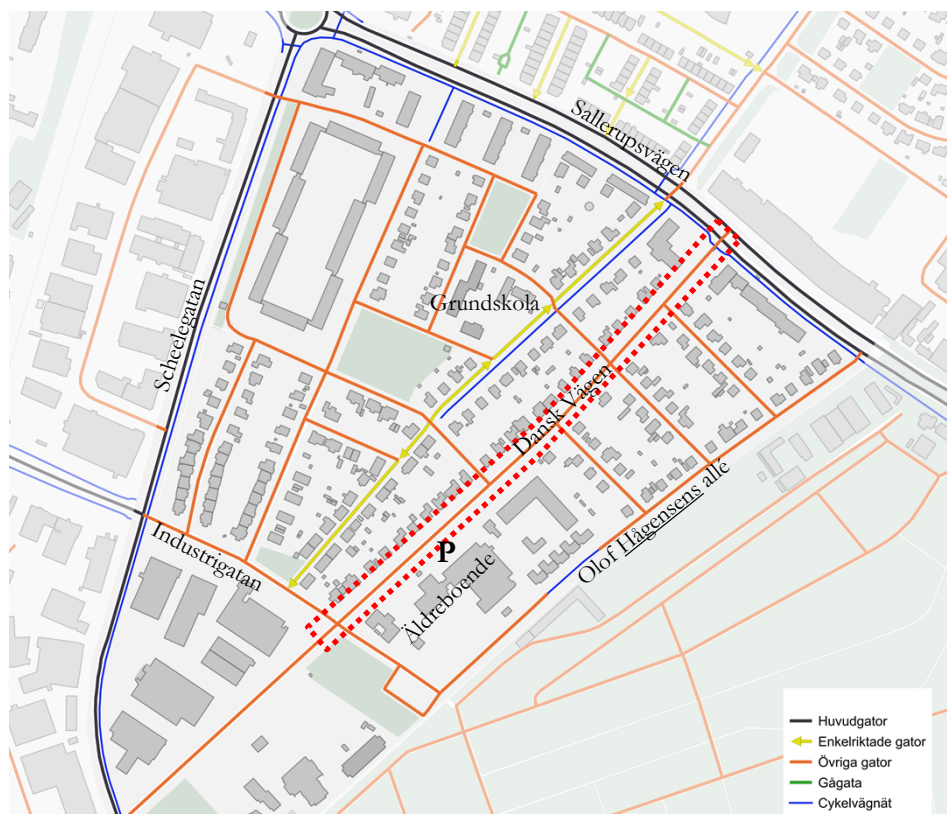 Sallerupsvägen
Scheelegatan
Grundskola
Dansk Vägen
P
Äldreboende
Olof Hågensens allé
Industrigatan
Huvudgator
Enkelriktade gator
Övriga gator
Gågata
Cykelvägnät